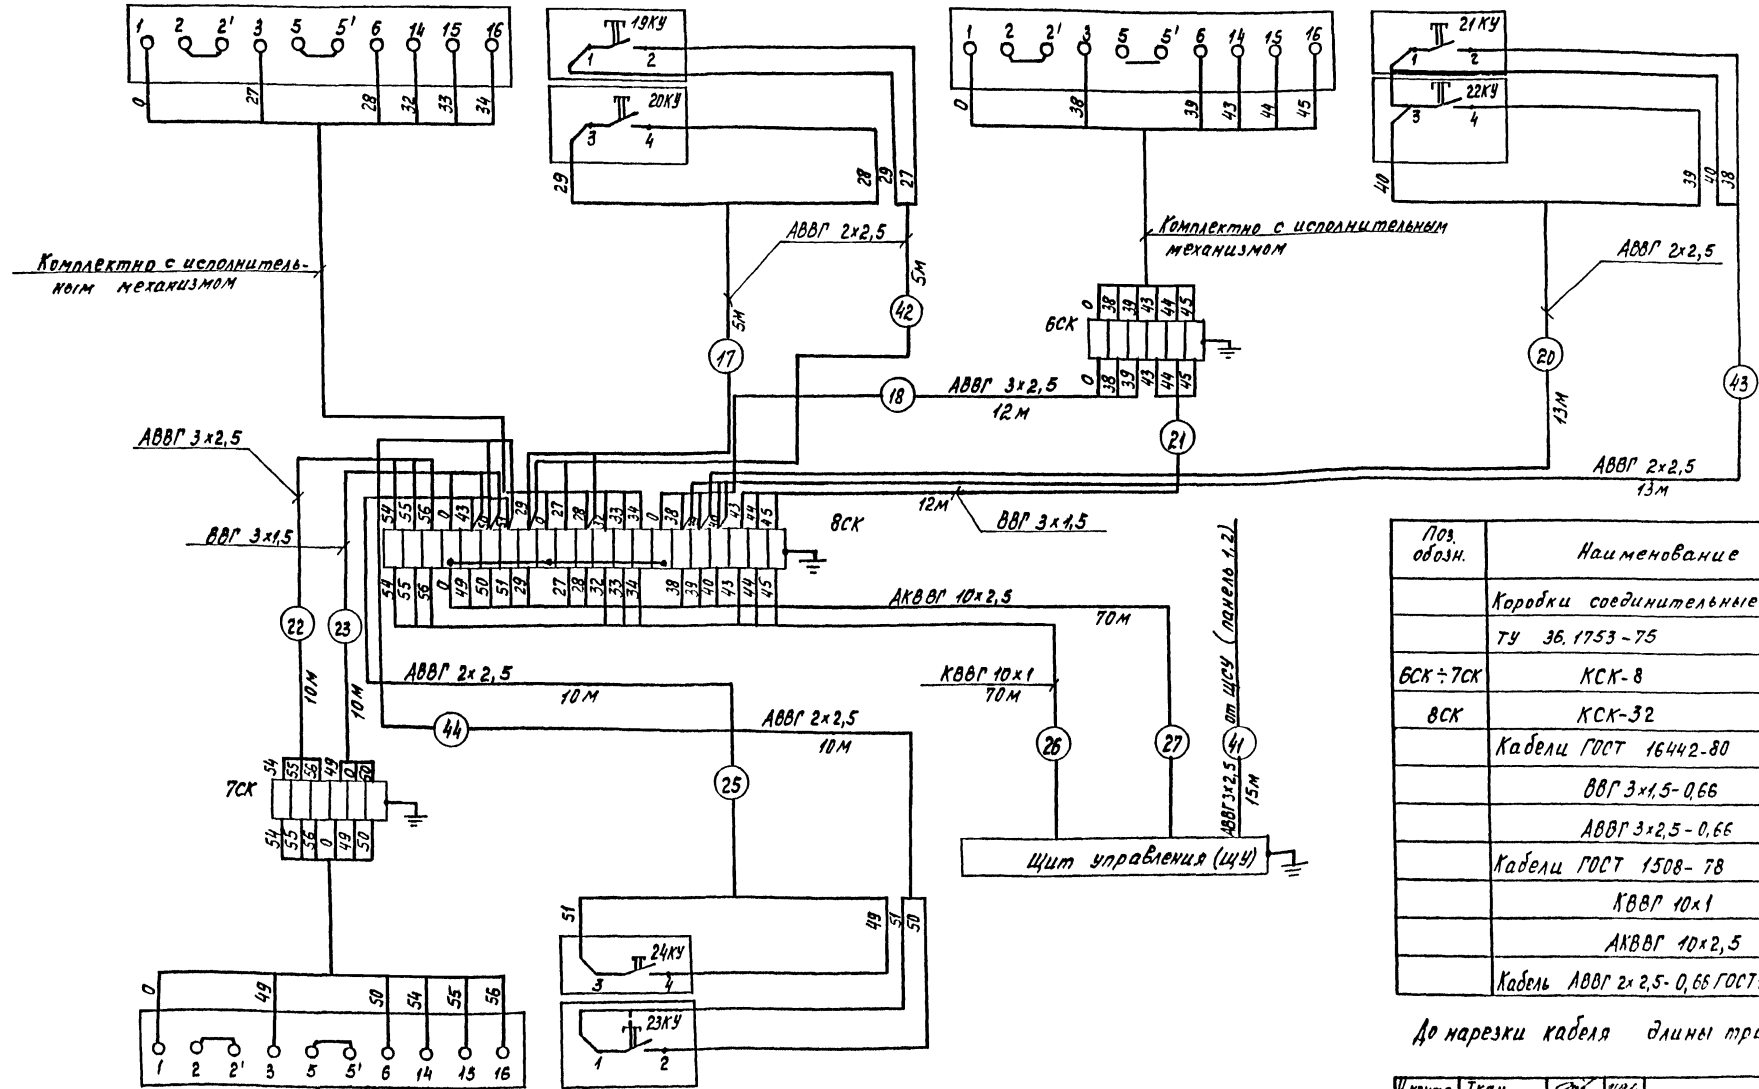 1 2 2' 3 5 5' 6 14 15 16
0 27 28 32 33 34
19КУ
1 2
20КУ
3 4
29 28 29 27
1 2 2' 3 5 5' 6 14 15 16
0 38 39 43 44 45
21КУ
1 2
22КУ
3 4
40 39 40 38
Комплектно с исполнитель-
ным механизмом
АВВГ 2х2,5
5м
5м
42
17
Комплектно с исполнительным
механизмом
АВВГ 2х2,5
0 38 39 43 44 45
6СК
0 38 39 43 44 45
20
13м
43
18
АВВГ 3х2,5
12м
21
АВВГ 3х2,5
АВВГ 2х2,5
13м
12м
ВВГ 3х1,5
ВВГ 3х1,5
54 55 56 0 43 50 51 29 0 27 28 32 33 34 0 38 39 40 43 44 45
8СК
54 55 56 0 49 50 51 29 27 28 32 33 34 38 39 40 43 44 45
22
23
10м
10м
АКВВГ 10х2,5
70м
АВВГ 2х2,5
10м
КВВГ 10х1
70м
44
АВВГ 2х2,5
10м
26
27
41
АВВГ 3х2,5 от ЩСУ (панель 1,2)
15м
25
54 55 56 49 0 50
7СК
54 55 56 0 49 50
Щит управления (ЩУ)
51 49 51 50
24КУ
3 4
23КУ
1 2
0 49 50 54 55 56
1 2 2' 3 5 5' 6 14 15 16
Поз. обозн.
Наименование
Коробки соединительные
ТУ 36.1753-75
6СК÷7СК КСК-8
8СК КСК-32
Кабели ГОСТ 16442-80
ВВГ 3х1,5-0,66
АВВГ 3х2,5-0,66
Кабели ГОСТ 1508-78
КВВГ 10х1
АКВВГ 10х2,5
Кабель АВВГ 2х2,5-0,66 ГОСТ
До нарезки кабеля длины